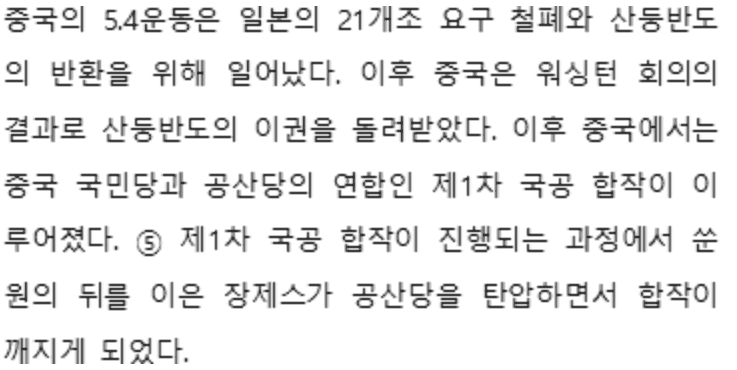 중국의 5.4운동은 일본의 21개조 요구 철폐와 산둥반도
의 반환을 위해 일어났다. 이후 중국은 워싱턴 회의의
결과로 산둥반도의 이권을 돌려받았다. 이후 중국에서는
중국 국민당과 공산당의 연합인 제1차 국공 합작이 이
루어졌다. ⑤ 제1차 국공 합작이 진행되는 과정에서 쑨
원의 뒤를 이은 장제스가 공산당을 탄압하면서 합작이
깨지게 되었다.